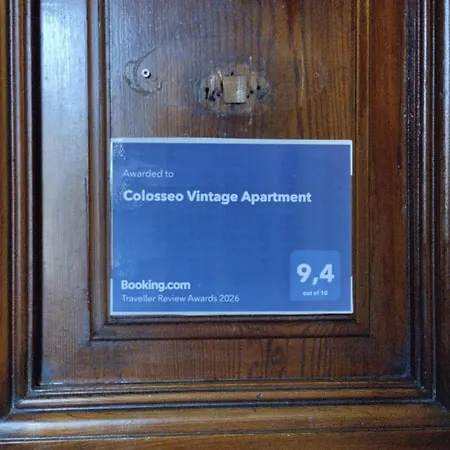 Awarded to
Colosseo Vintage Apartment
Booking.com
Traveller Review Awards 2026
9,4
out of 10